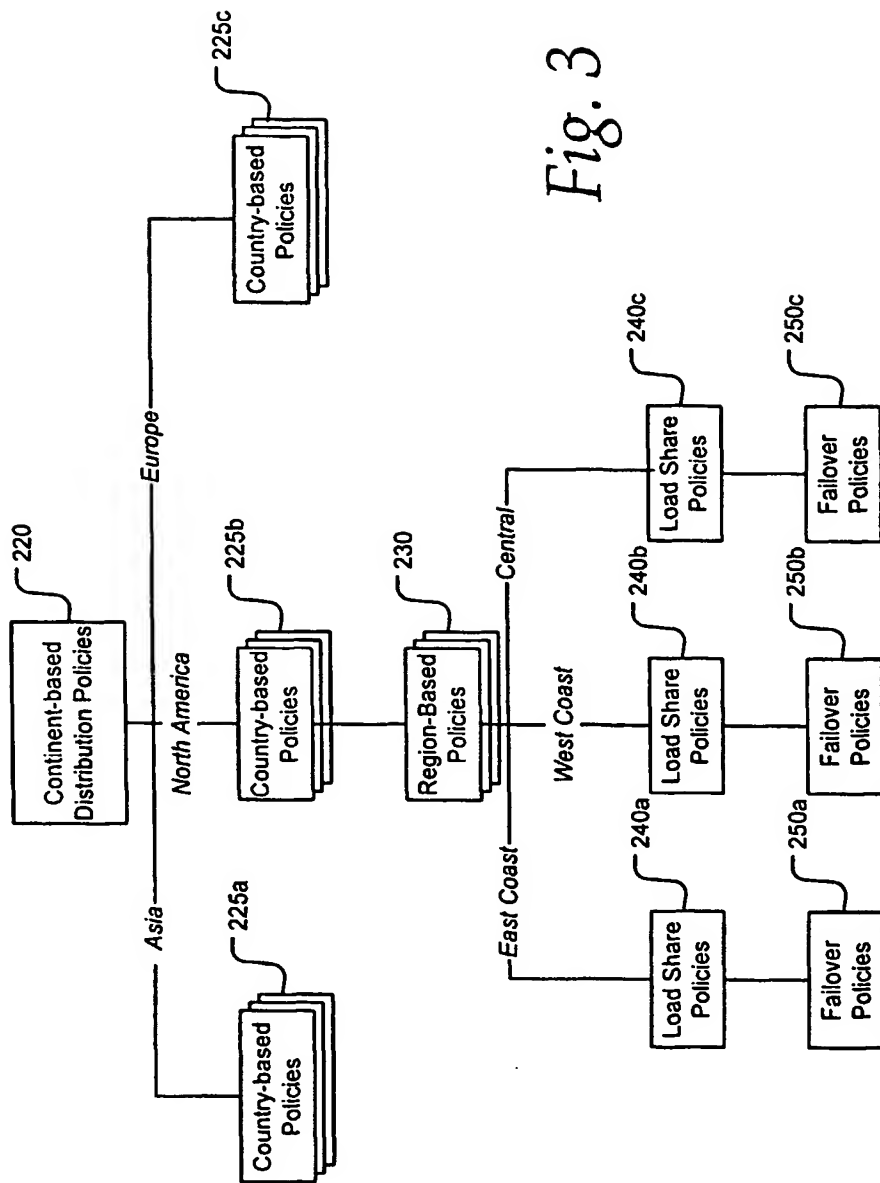 220
Continent-based
Distribution Policies
Asia
North America
Europe
225a
Country-based
Policies
225b
Country-based
Policies
225c
Country-based
Policies
230
Region-Based
Policies
East Coast
West Coast
Central
240a
Load Share
Policies
240b
Load Share
Policies
240c
Load Share
Policies
250a
Failover
Policies
250b
Failover
Policies
250c
Failover
Policies
Fig. 3